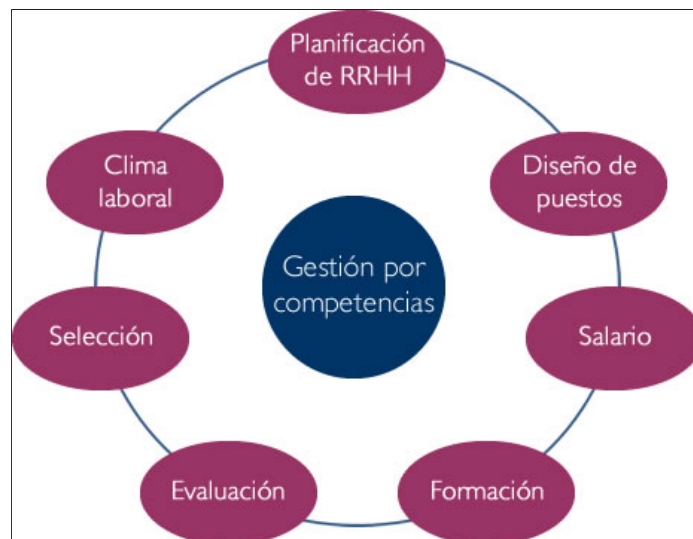 Planificación
de RRHH
Clima
laboral
Diseño de
puestos
Gestión por
competencias
Selección
Salario
Evaluación
Formación